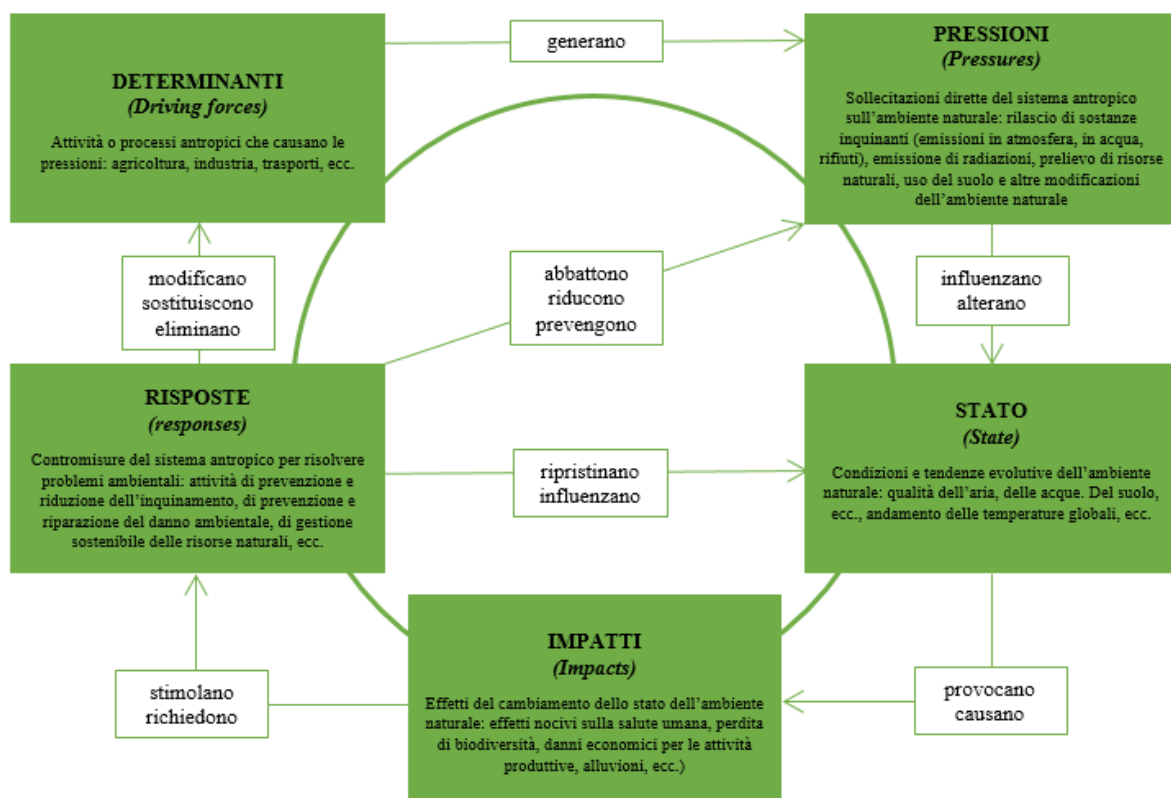 generano
DETERMINANTI
(Driving forces)
Attività o processi antropici che causano le
pressioni: agricoltura, industria, trasporti, ecc.
PRESSIONI
(Pressures)
Sollecitazioni dirette del sistema antropico
sull’ambiente naturale: rilascio di sostanze
inquinanti (emissioni in atmosfera, in acqua,
rifiuti), emissione di radiazioni, prelievo di risorse
naturali, uso del suolo e altre modificazioni
dell’ambiente naturale
modificano
sostituiscono
eliminano
abbattono
riducono
prevengono
influenzano
alterano
RISPOSTE
(responses)
Contromisure del sistema antropico per risolvere
problemi ambientali: attività di prevenzione e
riduzione dell’inquinamento, di prevenzione e
riparazione del danno ambientale, di gestione
sostenibile delle risorse naturali, ecc.
ripristinano
influenzano
STATO
(State)
Condizioni e tendenze evolutive dell’ambiente
naturale: qualità dell’aria, delle acque. Del suolo,
ecc., andamento delle temperature globali, ecc.
stimolano
richiedono
IMPATTI
(Impacts)
Effetti del cambiamento dello stato dell’ambiente
naturale: effetti nocivi sulla salute umana, perdita
di biodiversità, danni economici per le attività
produttive, alluvioni, ecc.)
provocano
causano